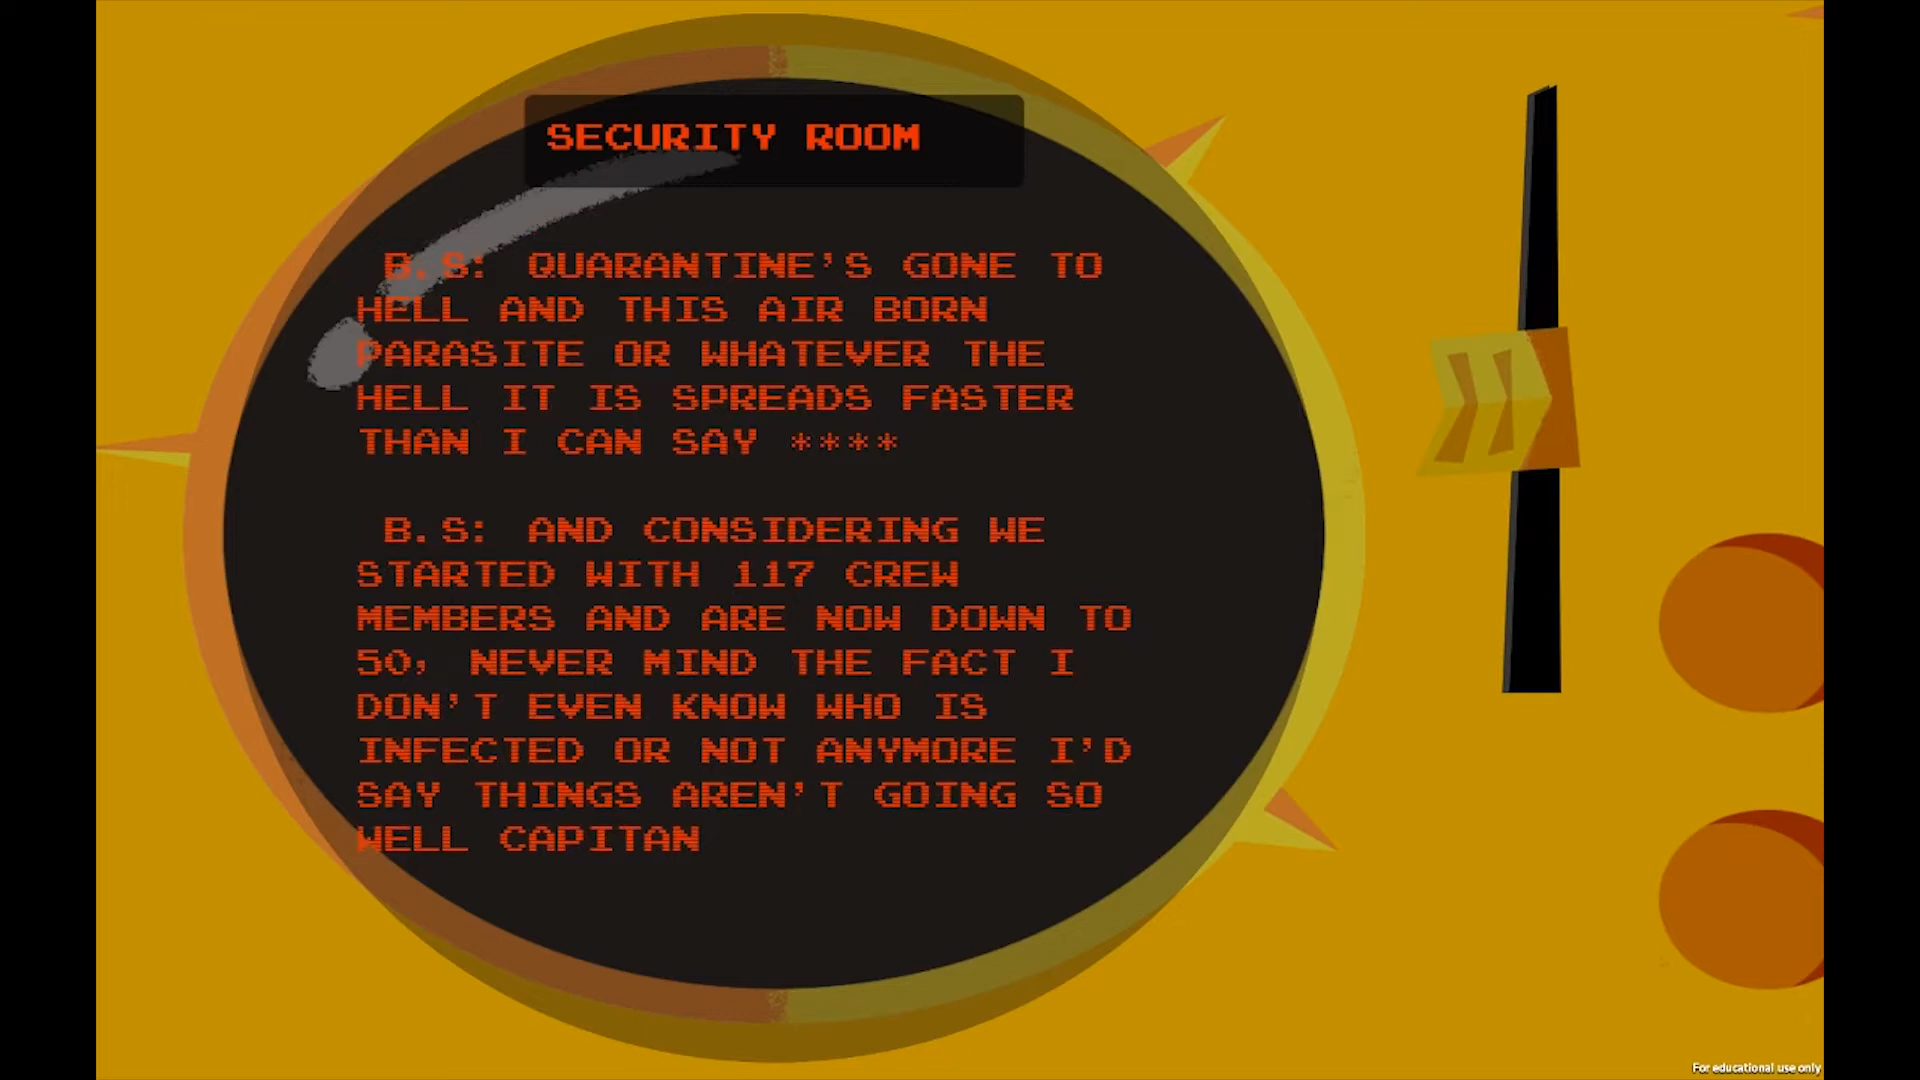 SECURITY ROOM
B.S: QUARANTINE'S GONE TO
HELL AND THIS AIR BORN
PARASITE OR WHATEVER THE
HELL IT IS SPREADS FASTER
THAN I CAN SAY ****
B.S: AND CONSIDERING WE
STARTED WITH 117 CREW
MEMBERS AND ARE NOW DOWN TO
50, NEVER MIND THE FACT I
DON'T EVEN KNOW WHO IS
INFECTED OR NOT ANYMORE I'D
SAY THINGS AREN'T GOING SO
WELL CAPITAN
For educational use only